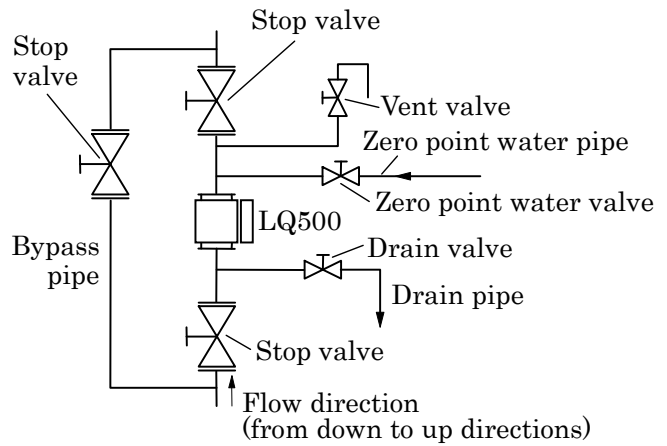 Stop valve
Stop
valve
Vent valve
Zero point water pipe
Zero point water valve
LQ500
Bypass
pipe
Drain valve
Drain pipe
Stop valve
Flow direction
(from down to up directions)